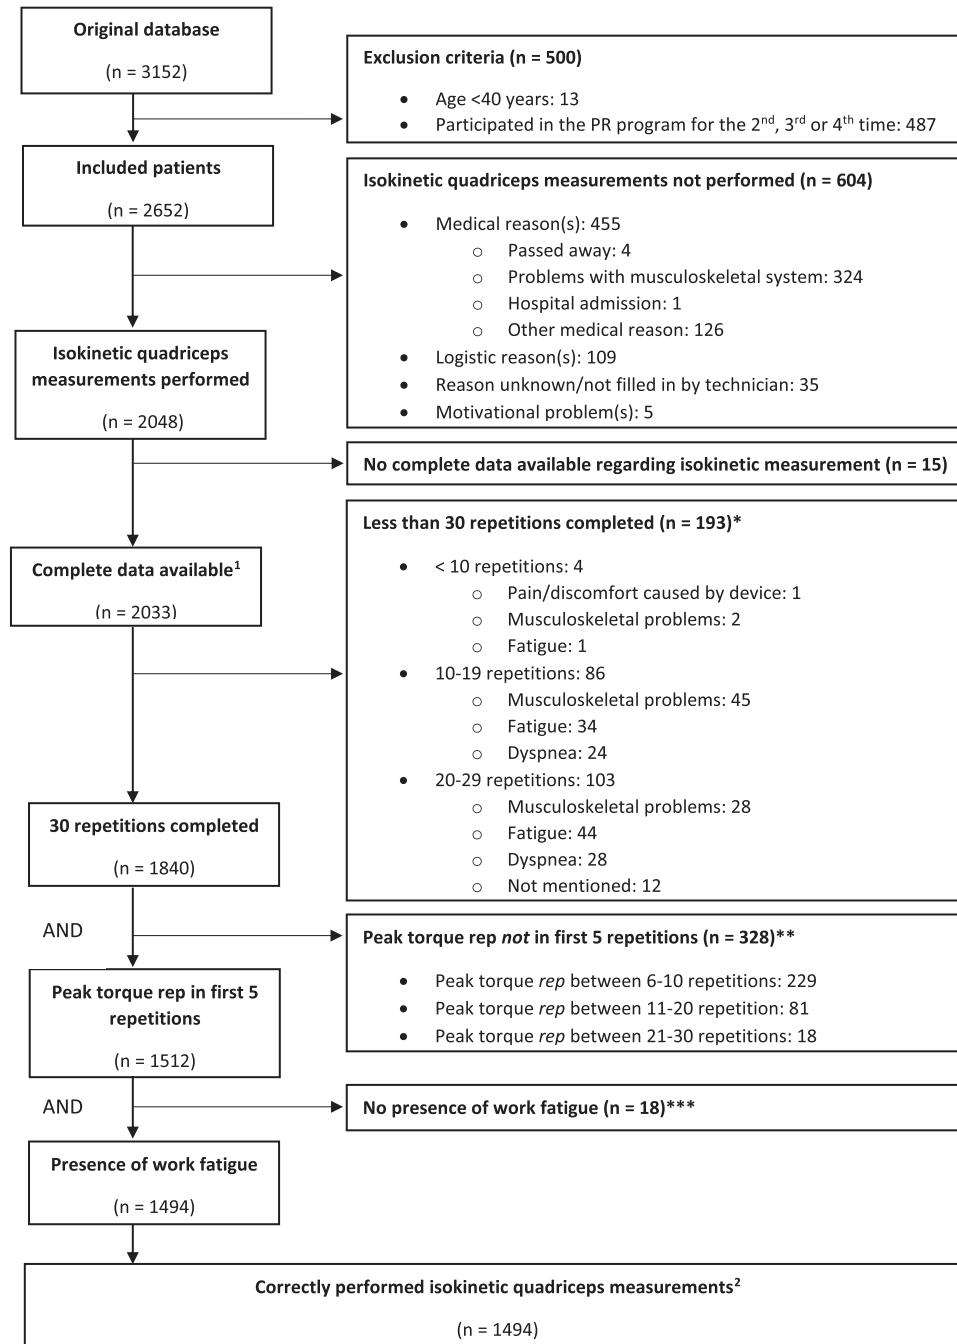 Original database
(n = 3152)
Exclusion criteria (n = 500)
• Age <40 years: 13
• Participated in the PR program for the 2nd, 3rd or 4th time: 487
Included patients
(n = 2652)
Isokinetic quadriceps measurements not performed (n = 604)
• Medical reason(s): 455
o Passed away: 4
o Problems with musculoskeletal system: 324
o Hospital admission: 1
o Other medical reason: 126
• Logistic reason(s): 109
• Reason unknown/not filled in by technician: 35
• Motivational problem(s): 5
Isokinetic quadriceps
measurements performed
(n = 2048)
No complete data available regarding isokinetic measurement (n = 15)
Complete data available1
(n = 2033)
Less than 30 repetitions completed (n = 193)*
• < 10 repetitions: 4
o Pain/discomfort caused by device: 1
o Musculoskeletal problems: 2
o Fatigue: 1
• 10-19 repetitions: 86
o Musculoskeletal problems: 45
o Fatigue: 34
o Dyspnea: 24
• 20-29 repetitions: 103
o Musculoskeletal problems: 28
o Fatigue: 44
o Dyspnea: 28
o Not mentioned: 12
30 repetitions completed
(n = 1840)
AND
Peak torque rep not in first 5 repetitions (n = 328)**
• Peak torque rep between 6-10 repetitions: 229
• Peak torque rep between 11-20 repetition: 81
• Peak torque rep between 21-30 repetitions: 18
Peak torque rep in first 5
repetitions
(n = 1512)
AND
No presence of work fatigue (n = 18)***
Presence of work fatigue
(n = 1494)
Correctly performed isokinetic quadriceps measurements2
(n = 1494)